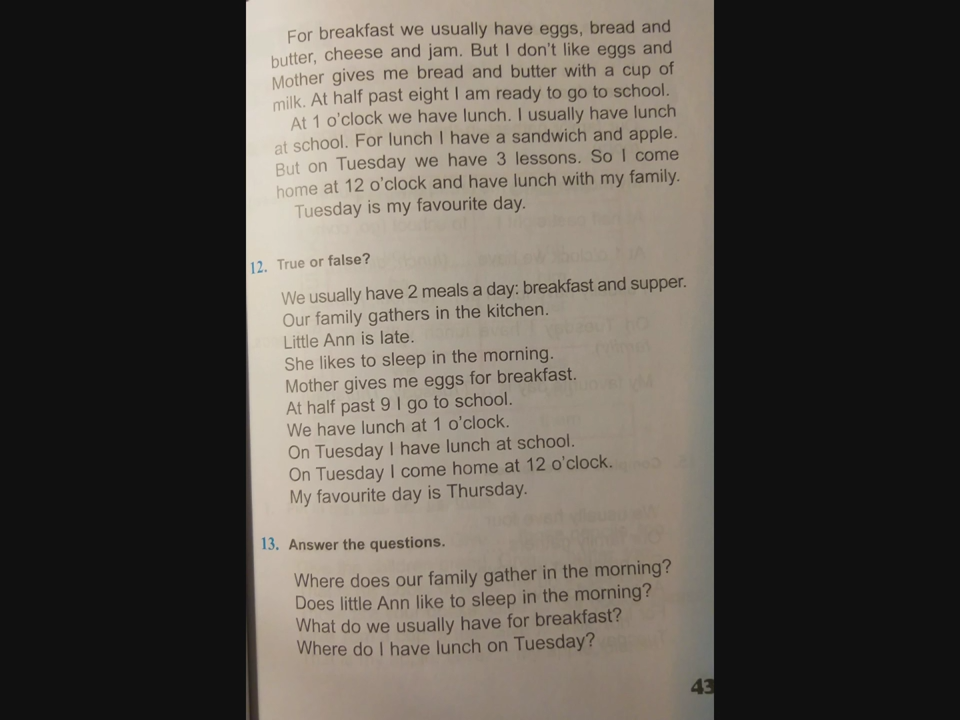 For breakfast we usually have eggs, bread and
butter, cheese and jam. But I don't like eggs and
Mother gives me bread and butter with a cup of
milk. At half past eight I am ready to go to school.
At 1 o'clock we have lunch. I usually have lunch
at school. For lunch I have a sandwich and apple.
But on Tuesday we have 3 lessons. So I come
home at 12 o'clock and have lunch with my family.
Tuesday is my favourite day.
12. True or false?
We usually have 2 meals a day: breakfast and supper.
Our family gathers in the kitchen.
Little Ann is late.
She likes to sleep in the morning.
Mother gives me eggs for breakfast.
At half past 9 I go to school.
We have lunch at 1 o'clock.
On Tuesday I have lunch at school.
On Tuesday I come home at 12 o'clock.
My favourite day is Thursday.
13. Answer the questions.
Where does our family gather in the morning?
Does little Ann like to sleep in the morning?
What do we usually have for breakfast?
Where do I have lunch on Tuesday?
43